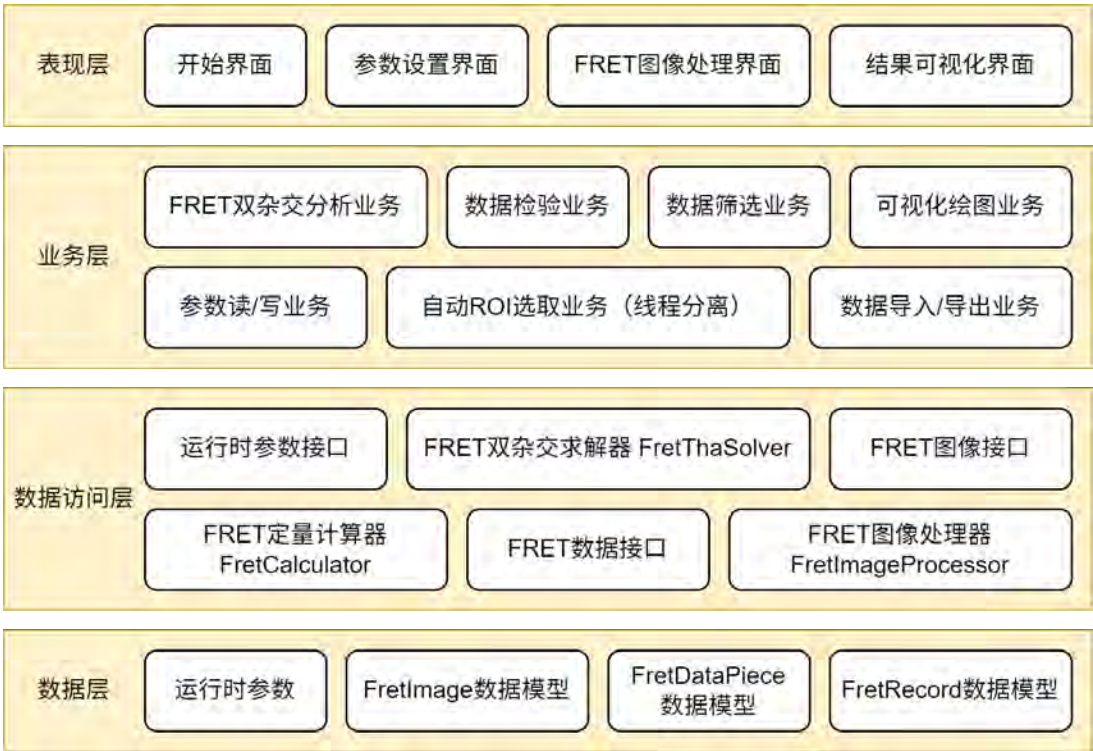 表现层
开始界面
参数设置界面
FRET图像处理界面
结果可视化界面
业务层
FRET双杂交分析业务
数据检验业务
数据筛选业务
可视化绘图业务
参数读/写业务
自动ROI选取业务（线程分离）
数据导入/导出业务
数据访问层
运行时参数接口
FRET双杂交求解器 FretThaSolver
FRET图像接口
FRET定量计算器
FretCalculator
FRET数据接口
FRET图像处理器
FretImageProcessor
数据层
运行时参数
FretImage数据模型
FretDataPiece
数据模型
FretRecord数据模型